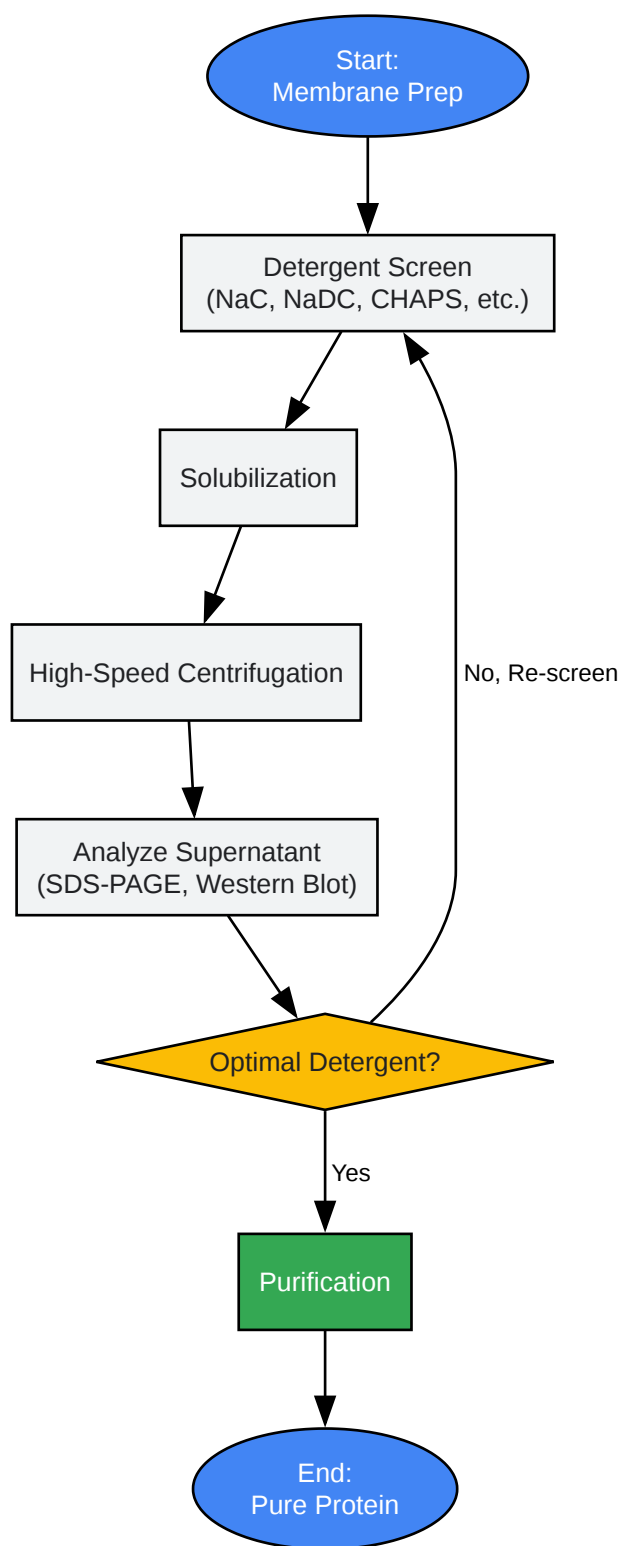 Start:
Membrane Prep
Detergent Screen
(NaC, NaDC, CHAPS, etc.)
Solubilization
High-Speed Centrifugation
No, Re-screen
Analyze Supernatant
(SDS-PAGE, Western Blot)
Optimal Detergent?
Yes
Purification
End:
Pure Protein